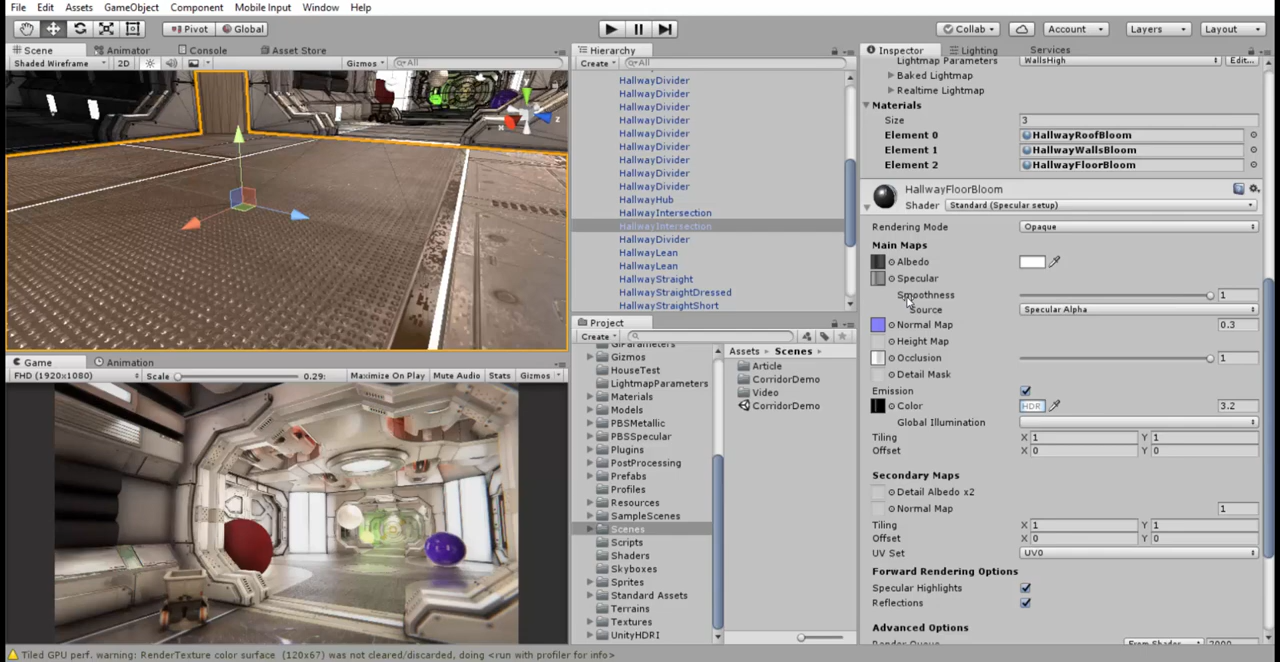 File Edit Assets GameObject Component Mobile Input Window Help
Pivot Global Collab Account Layers Layout
Scene Animator Console Asset Store
Shaded Wireframe 2D Gizmos All
Hierarchy
Create All
HallwayDivider
HallwayDivider
HallwayDivider
HallwayDivider
HallwayDivider
HallwayDivider
HallwayDivider
HallwayDivider
HallwayDivider
HallwayHub
HallwayIntersection
HallwayIntersection
HallwayDivider
HallwayLean
HallwayLean
HallwayStraight
HallwayStraightDressed
HallwayStraightShort
Inspector Lighting Services
Lightmap Parameters WallsHigh Edit...
Baked Lightmap
Realtime Lightmap
Materials
Size 3
Element 0 HallwayRoofBloom
Element 1 HallwayWallsBloom
Element 2 HallwayFloorBloom
HallwayFloorBloom
Shader Standard (Specular setup)
Rendering Mode Opaque
Main Maps
Albedo
Specular
Smoothness 1
Source Specular Alpha
Normal Map 0.3
Height Map
Occlusion 1
Detail Mask
Emission
Color HDR 3.2
Global Illumination
Tiling X 1 Y 1
Offset X 0 Y 0
Secondary Maps
Detail Albedo x2
Normal Map 1
Tiling X 1 Y 1
Offset X 0 Y 0
UV Set UV0
Forward Rendering Options
Specular Highlights
Reflections
Advanced Options
Game Animation
FHD (1920x1080) Scale 0.29: Maximize On Play Mute Audio Stats Gizmos
Project
Create
Gizmos
HouseTest
LightmapParameters
Materials
Models
PBSMetallic
PBSSpecular
Plugins
PostProcessing
Prefabs
Profiles
Resources
SampleScenes
Scenes
Scripts
Shaders
Skyboxes
Sprites
Standard Assets
Terrains
Textures
UnityHDRI
Assets Scenes
Article
CorridorDemo
Video
CorridorDemo
Tiled GPU perf. warning: RenderTexture color surface (120x67) was not cleared/discarded, doing <run with profiler for info>